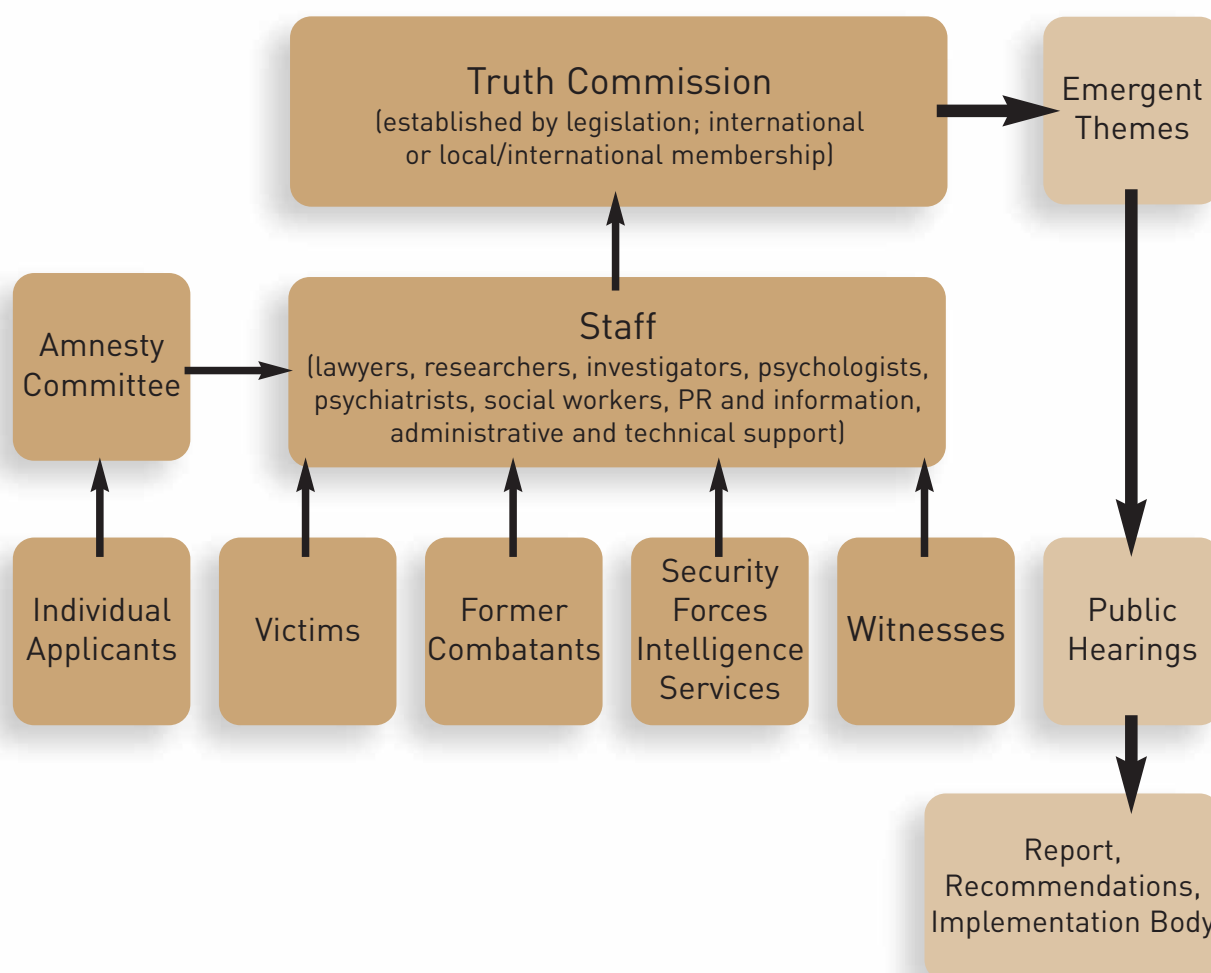 Truth Commission
(established by legislation; international
or local/international membership)
Emergent
Themes
Amnesty
Committee
Staff
(lawyers, researchers, investigators, psychologists,
psychiatrists, social workers, PR and information,
administrative and technical support)
Individual
Applicants
Victims
Former
Combatants
Security
Forces
Intelligence
Services
Witnesses
Public
Hearings
Report,
Recommendations,
Implementation Body